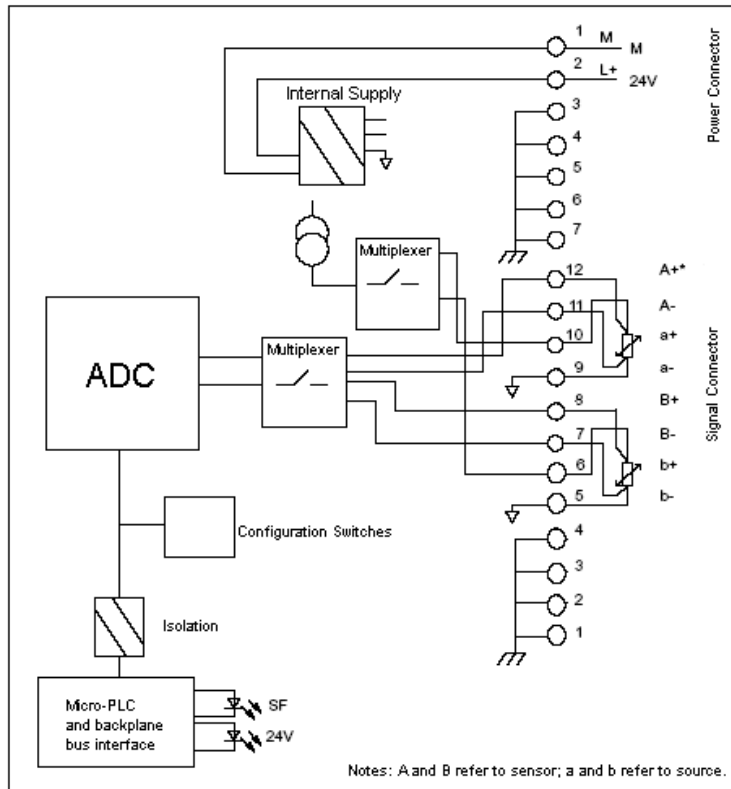 1 M M
2 L+ 24V
Internal Supply
3
4
5
6
7
Power Connector
Multiplexer
12 A+*
11 A-
10 a+
9 a-
ADC
Multiplexer
8 B+
7 B-
6 b+
5 b-
Signal Connector
4
3
2
1
Configuration Switches
Isolation
Micro-PLC
and backplane
bus interface
SF
24V
Notes: A and B refer to sensor; a and b refer to source.